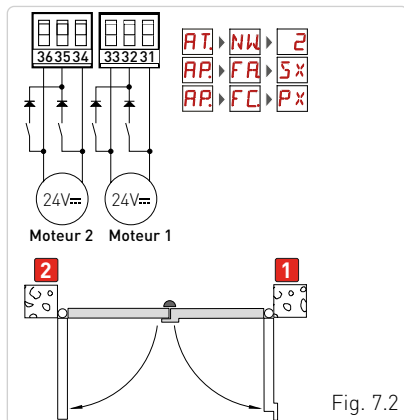 AT. NW. 2
363534 333231
AP. FA. SX
AP. FC. PX
24V 24V
Moteur 2 Moteur 1
2 1
Fig. 7.2